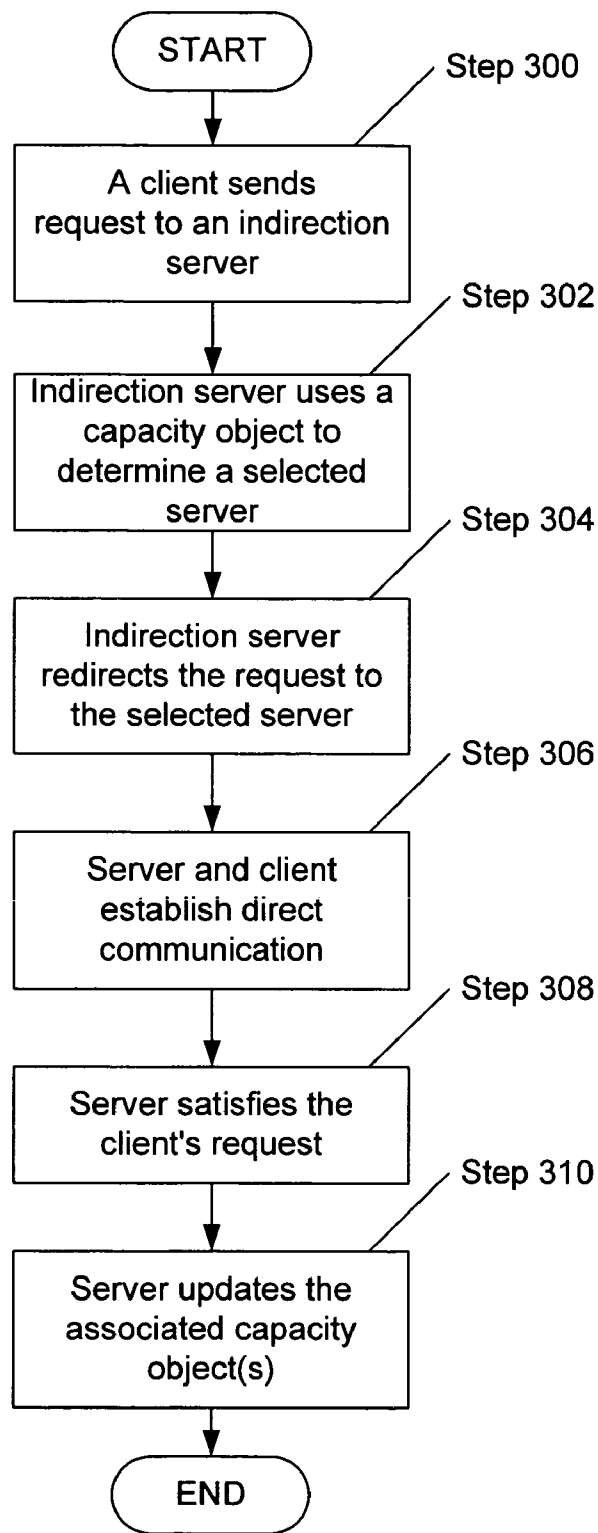 START
Step 300
A client sends
request to an indirection
server
Step 302
Indirection server uses a
capacity object to
determine a selected
server
Step 304
Indirection server
redirects the request to
the selected server
Step 306
Server and client
establish direct
communication
Step 308
Server satisfies the
client's request
Step 310
Server updates the
associated capacity
object(s)
END